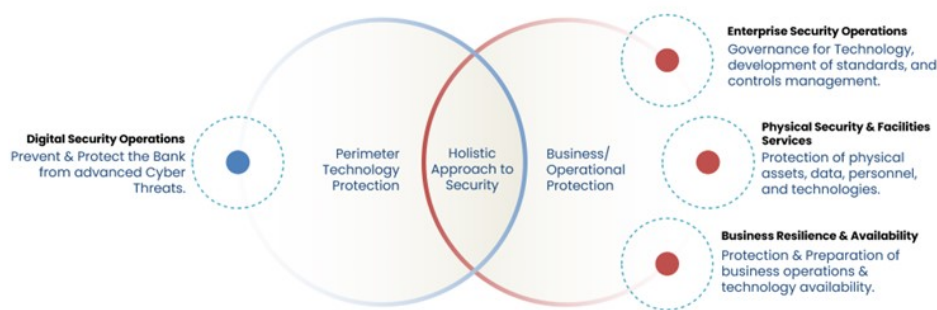 Digital Security Operations
Prevent & Protect the Bank
from advanced Cyber
Threats.
Perimeter
Technology
Protection
Holistic
Approach to
Security
Business/
Operational
Protection
Enterprise Security Operations
Governance for Technology,
development of standards, and
controls management.
Physical Security & Facilities
Services
Protection of physical
assets, data, personnel,
and technologies.
Business Resilience & Availability
Protection & Preparation of
business operations &
technology availability.